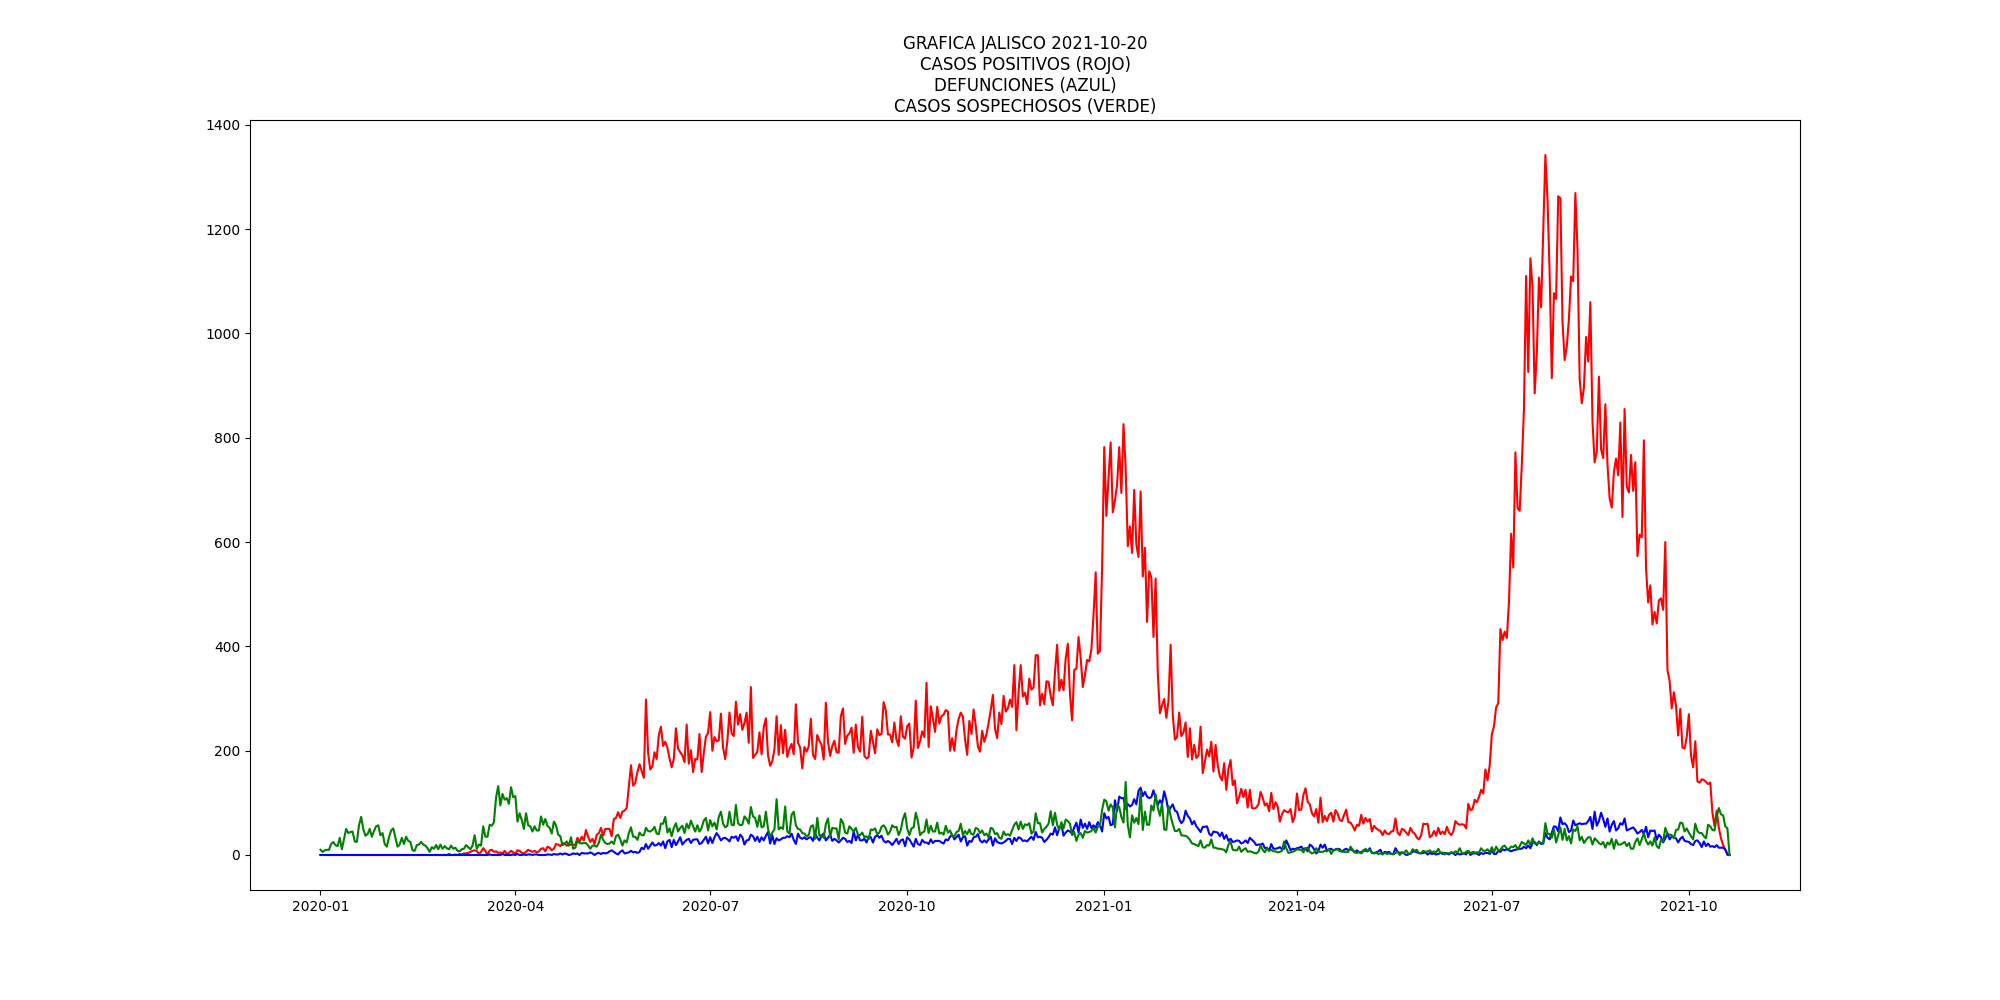 GRAFICA JALISCO 2021-10-20
CASOS POSITIVOS (ROJO)
DEFUNCIONES (AZUL)
CASOS SOSPECHOSOS (VERDE)
1400
1200
1000
800
600
400
200
0
2020-01 2020-04 2020-07 2020-10 2021-01 2021-04 2021-07 2021-10